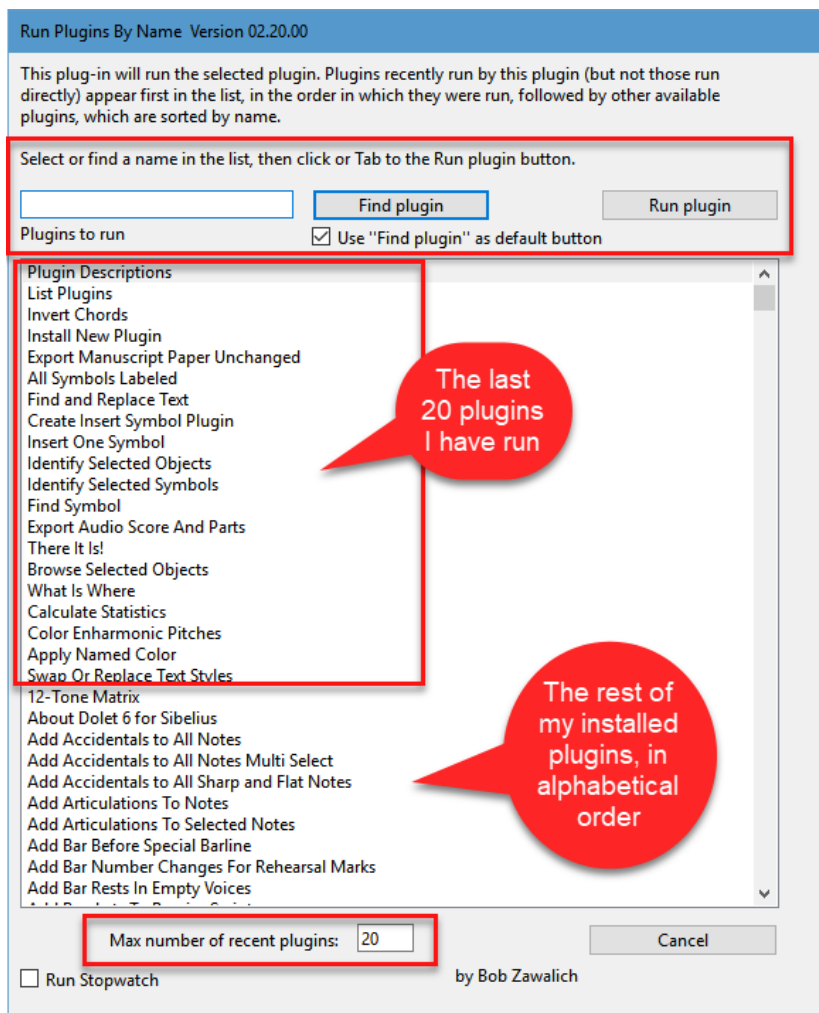 Run Plugins By Name Version 02.20.00
This plug-in will run the selected plugin. Plugins recently run by this plugin (but not those run
directly) appear first in the list, in the order in which they were run, followed by other available
plugins, which are sorted by name.
Select or find a name in the list, then click or Tab to the Run plugin button.
Find plugin
Run plugin
Plugins to run
Use "Find plugin" as default button
Plugin Descriptions
List Plugins
Invert Chords
Install New Plugin
Export Manuscript Paper Unchanged
All Symbols Labeled
Find and Replace Text
Create Insert Symbol Plugin
Insert One Symbol
Identify Selected Objects
Identify Selected Symbols
Find Symbol
Export Audio Score And Parts
There It Is!
Browse Selected Objects
What Is Where
Calculate Statistics
Color Enharmonic Pitches
Apply Named Color
Swap Or Replace Text Styles
The last
20 plugins
I have run
12-Tone Matrix
About Dolet 6 for Sibelius
Add Accidentals to All Notes
Add Accidentals to All Notes Multi Select
Add Accidentals to All Sharp and Flat Notes
Add Articulations To Notes
Add Articulations To Selected Notes
Add Bar Before Special Barline
Add Bar Number Changes For Rehearsal Marks
Add Bar Rests In Empty Voices
The rest of
my installed
plugins, in
alphabetical
order
Max number of recent plugins: 20
Cancel
Run Stopwatch
by Bob Zawalich